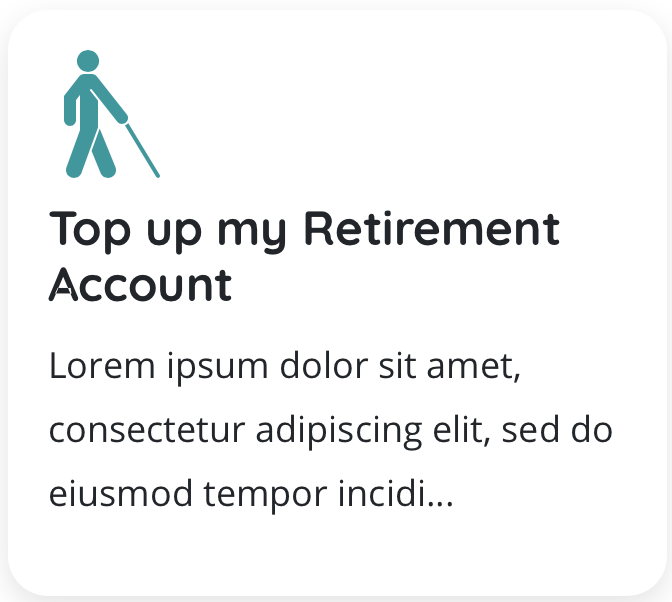 Top up my Retirement
Account
Lorem ipsum dolor sit amet,
consectetur adipiscing elit, sed do
eiusmod tempor incidi...